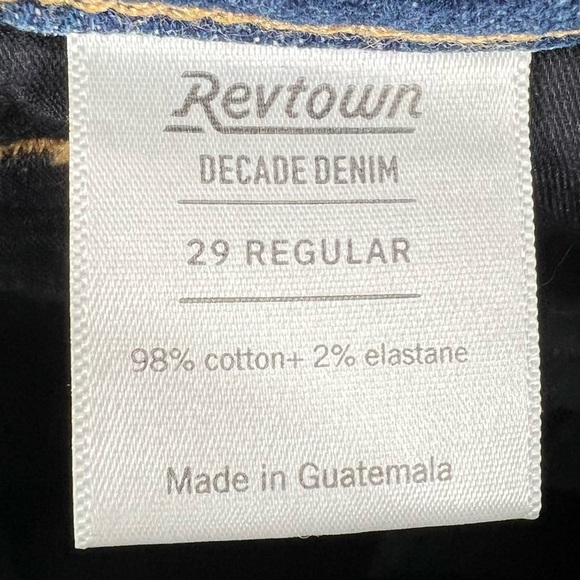 Revtown
DECADE DENIM
29 REGULAR
98% cotton+ 2% elastane
Made in Guatemala